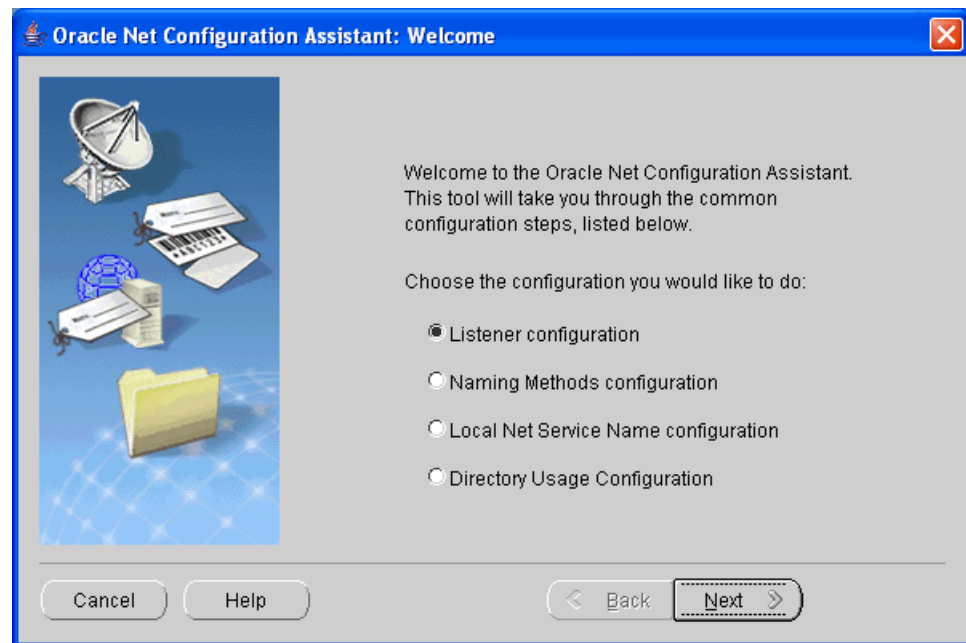 Oracle Net Configuration Assistant: Welcome
Welcome to the Oracle Net Configuration Assistant.
This tool will take you through the common
configuration steps, listed below.
Choose the configuration you would like to do:
Listener configuration
Naming Methods configuration
Local Net Service Name configuration
Directory Usage Configuration
Cancel
Help
Back
Next